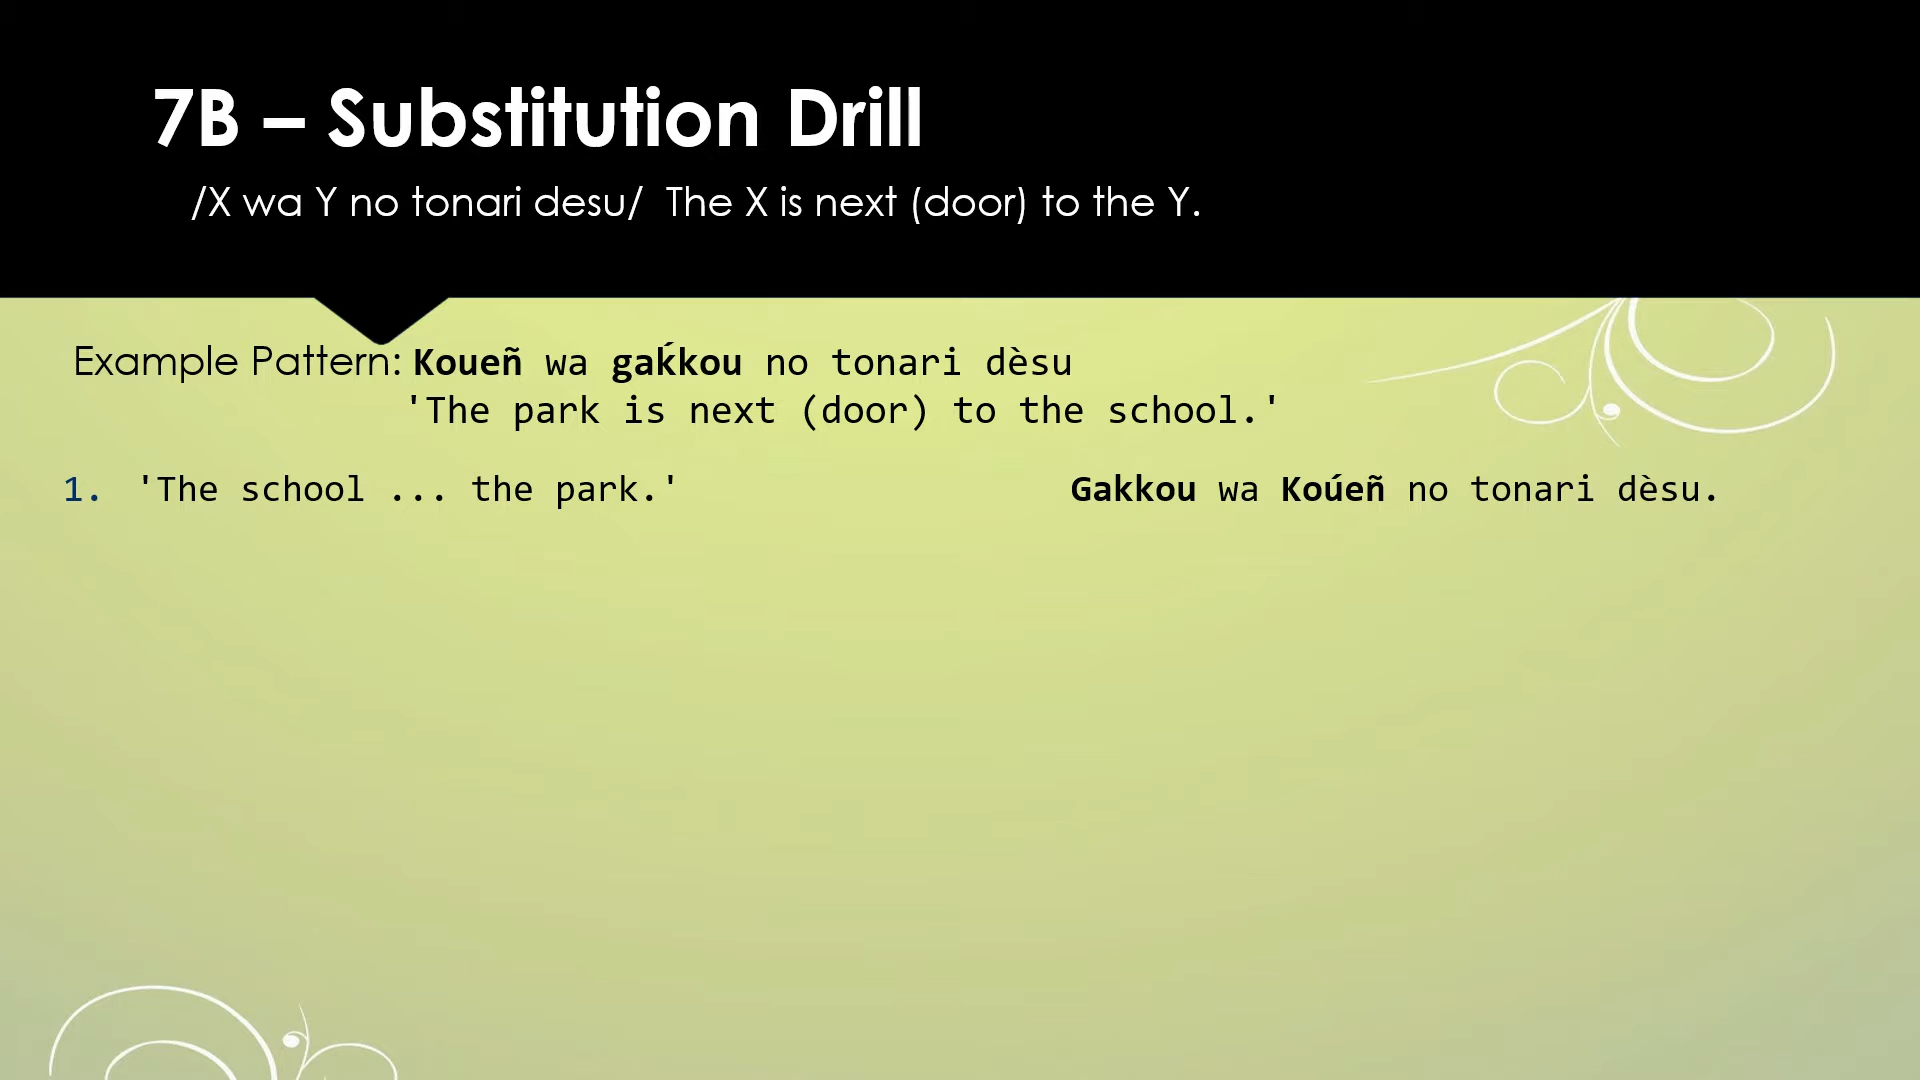 7B – Substitution Drill
/X wa Y no tonari desu/ The X is next (door) to the Y.
Example Pattern: Koueñ wa gaḱkou no tonari dèsu
'The park is next (door) to the school.'
1. 'The school ... the park.' Gakkou wa Koúeñ no tonari dèsu.